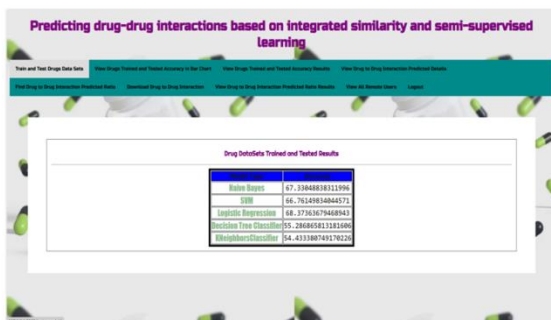 Predicting drug-drug interactions based on integrated similarity and semi-supervised
learning
Train and Test Drugs Data Sets View Drugs Trained and Tested Accuracy in Bar Chart View Drugs Trained and Tested Accuracy Results View Drug to Drug Interaction Predicted Details
Find Drug to Drug Interaction Predicted Ratio Download Drug to Drug Interaction View Drug to Drug Interaction Predicted Ratio Results View All Remote Users Logout
Drug DataSets Trained and Tested Results
Naive Bayes 67.33048838311996
SVM 66.76149834044571
Logistic Regression 68.37363679468943
Decision Tree Classifier 55.286865813181606
KNeighborsClassifier 54.433380749170226